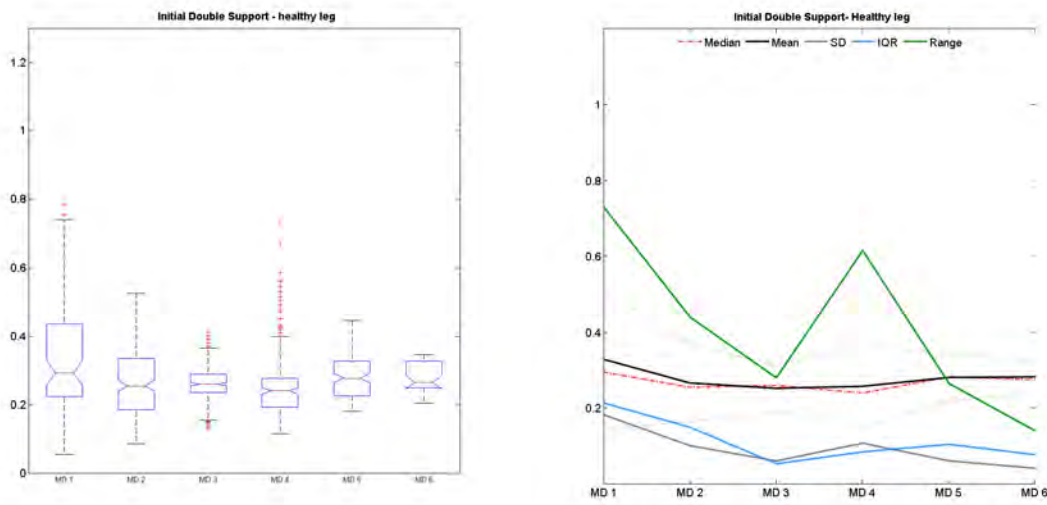 Initial Double Support - healthy leg
1.2
1
0.8
0.6
0.4
0.2
0
MD 1
MD 2
MD 3
MD 4
MD 5
MD 6
Initial Double Support- Healthy leg
Median Mean SD IQR Range
1
0.8
0.6
0.4
0.2
MD 1 MD 2 MD 3 MD 4 MD 5 MD 6